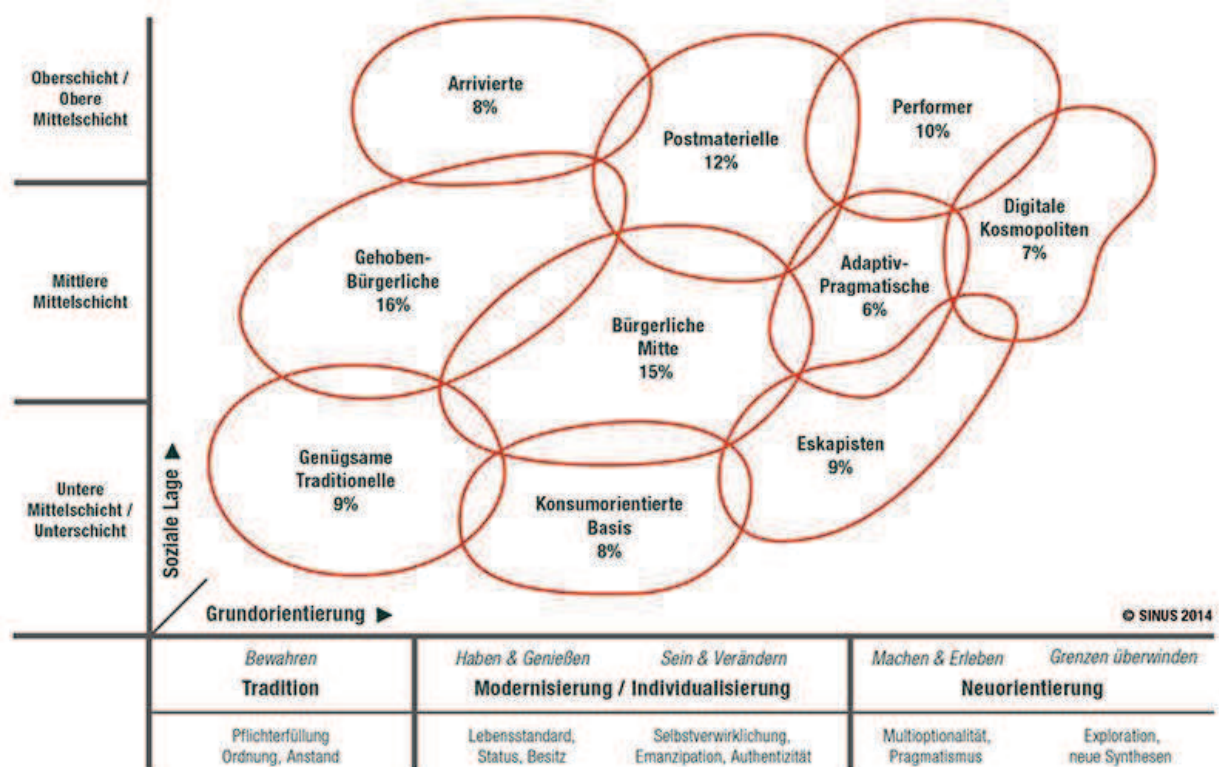 Oberschicht /
Obere
Mittelschicht
Mittlere
Mittelschicht
Untere
Mittelschicht /
Unterschicht
Soziale Lage ▲
Arrivierte
8%
Postmaterielle
12%
Performer
10%
Digitale
Kosmopoliten
7%
Gehoben-
Bürgerliche
16%
Adaptiv-
Pragmatische
6%
Bürgerliche
Mitte
15%
Genügsame
Traditionelle
9%
Konsumorientierte
Basis
8%
Eskapisten
9%
Grundorientierung ▶
© SINUS 2014
Bewahren
Tradition
Pflichterfüllung
Ordnung, Anstand
Haben & Genießen
Sein & Verändern
Modernisierung / Individualisierung
Lebensstandard,
Status, Besitz
Selbstverwirklichung,
Emanzipation, Authentizität
Machen & Erleben
Grenzen überwinden
Neuorientierung
Multioptionalität,
Pragmatismus
Exploration,
neue Synthesen